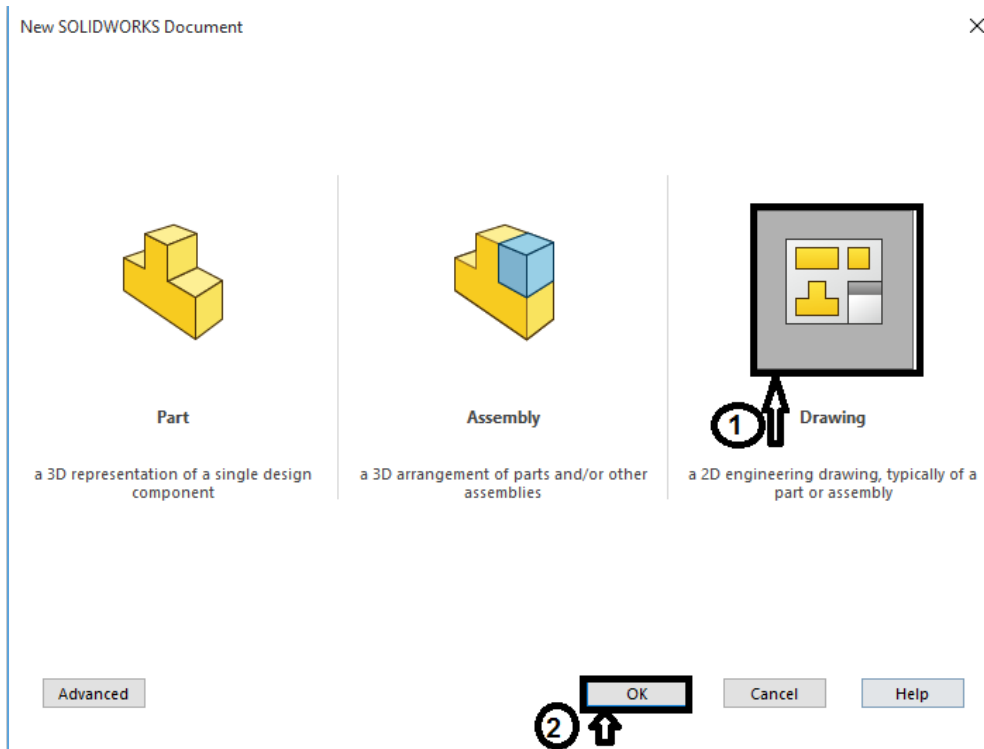 New SOLIDWORKS Document
Part
a 3D representation of a single design
component
Assembly
a 3D arrangement of parts and/or other
assemblies
1
Drawing
a 2D engineering drawing, typically of a
part or assembly
Advanced
OK
Cancel
Help
2